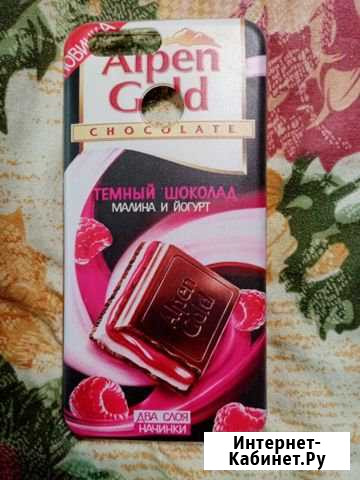 НОВИНКА
Alpen
Gold
CHOCOLATE
ТЕМНЫЙ ШОКОЛАД
МАЛИНА И ЙОГУРТ
Alpen
Gold
ДВА СЛОЯ
НАЧИНКИ
Интернет-
Кабинет.Ру